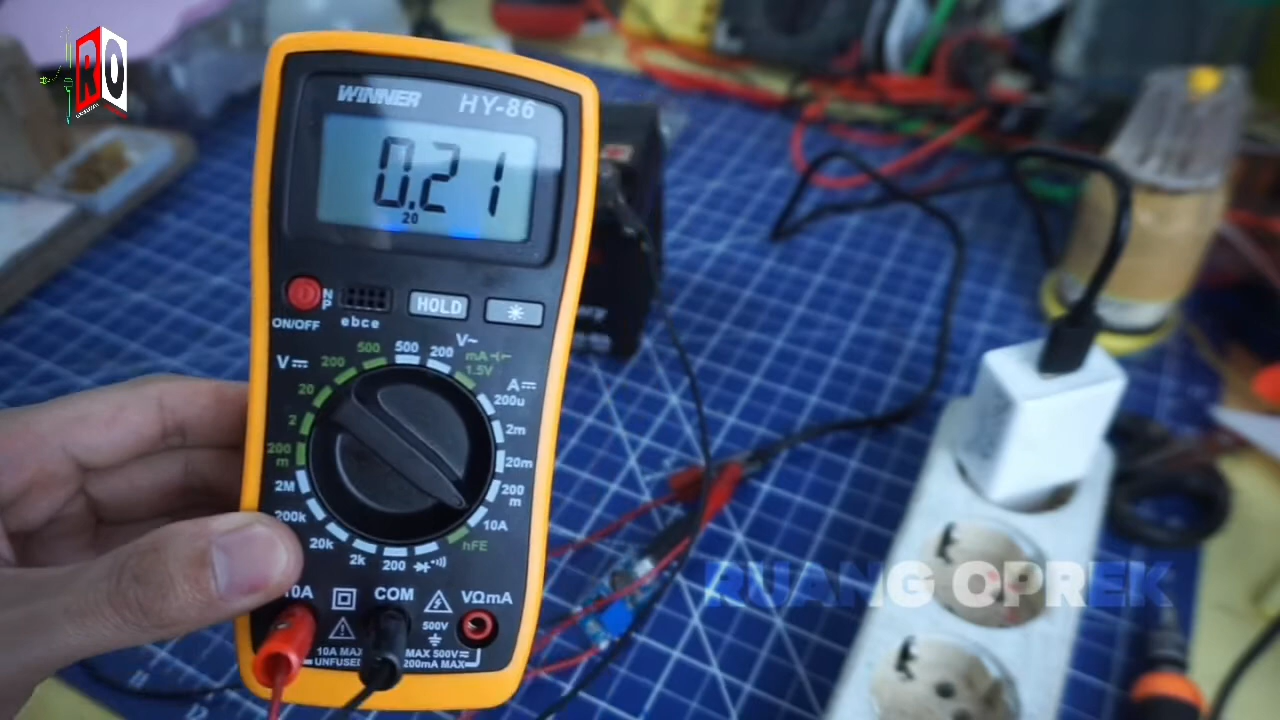 RO
WINNER HY-86
0.21
20
N
P
ebce
ON/OFF
HOLD
V⎓
V~
500
200
500
200
mA
1.5V
20
A⎓
200u
2
2m
200
m
20m
2M
200
m
200k
10A
20k
hFE
2k
200
10A
COM
VΩmA
500V
10A MAX
UNFUSED
MAX 500V⎓
200mA MAX
RUANG OPREK